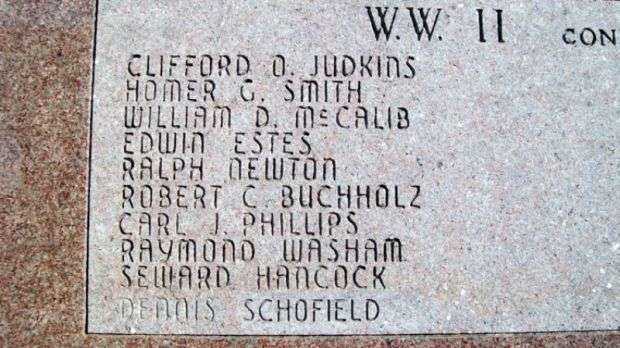 W.W. II CON
CLIFFORD O. JUDKINS
HOMER G. SMITH
WILLIAM D. McCALIB
EDWIN ESTES
RALPH NEWTON
ROBERT C. BUCHHOLZ
CARL J. PHILLIPS
RAYMOND WASHAM
SEWARD HANCOCK
DENNIS SCHOFIELD